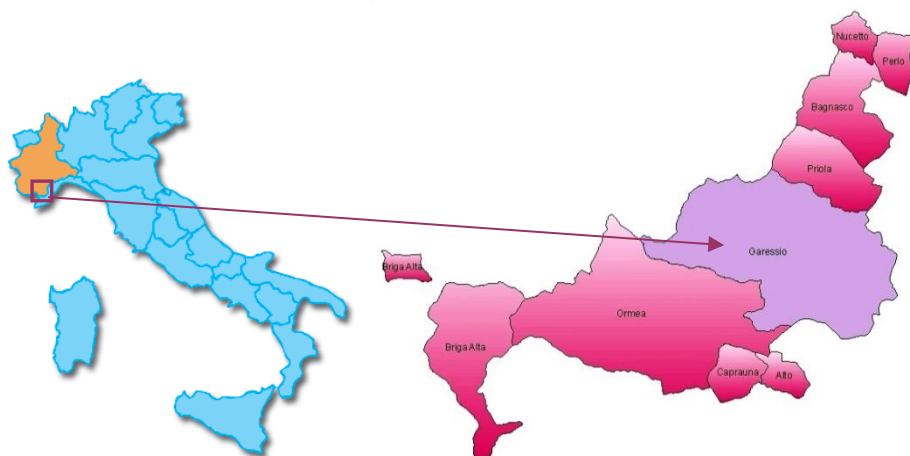 Nucetto
Perlo
Bagnasco
Priola
Garessio
Briga Alta
Ormea
Briga Alta
Caprauna
Alto